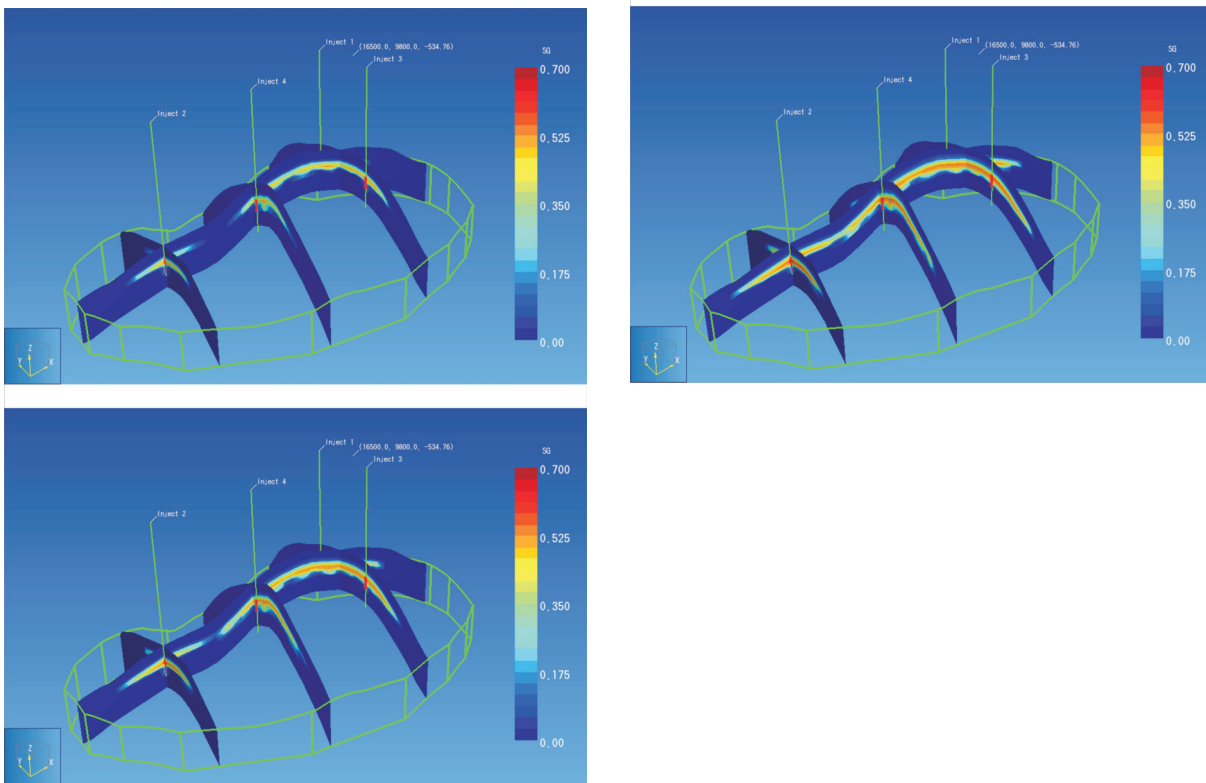 Inject 1
(16500.0, 9800.0, -534.76)
Inject 3
Inject 4
Inject 2
SG
0.700
0.525
0.350
0.175
0.00
Z
Y
X
Inject 1
(16500.0, 9800.0, -534.76)
Inject 3
Inject 4
Inject 2
SG
0.700
0.525
0.350
0.175
0.00
Z
Y
X
Inject 1
(16500.0, 9800.0, -534.76)
Inject 3
Inject 4
Inject 2
SG
0.700
0.525
0.350
0.175
0.00
Z
Y
X